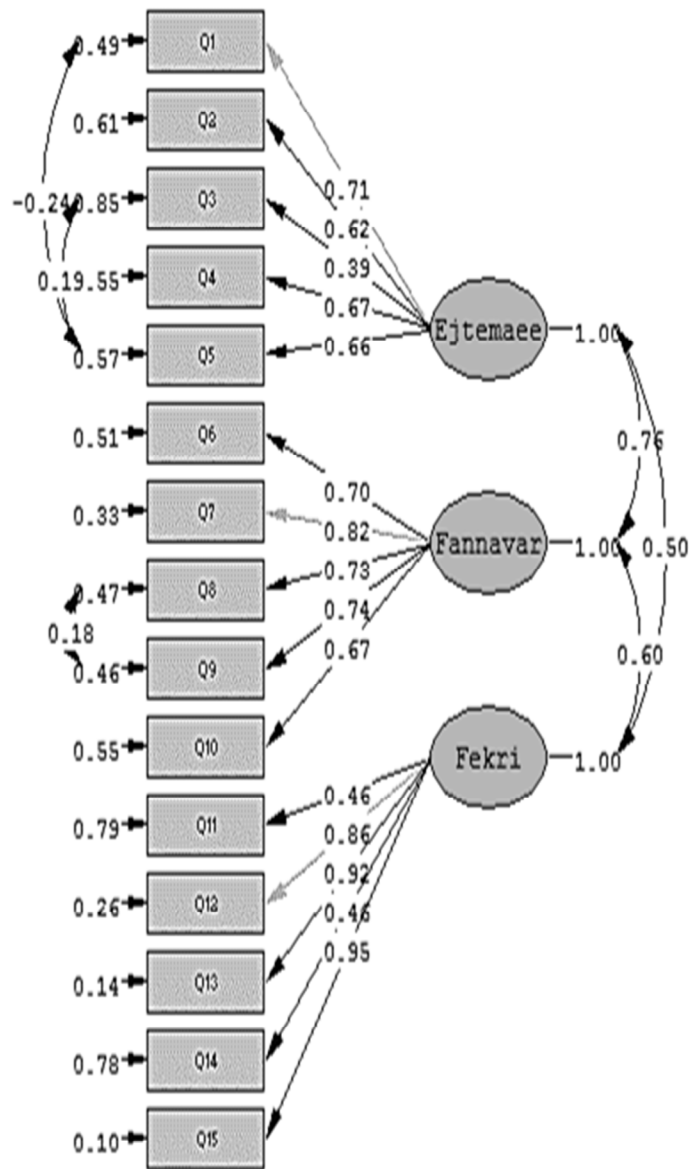 0.49 Q1
0.61 Q2
0.71
-0.24 0.85 Q3
0.62
0.39
0.19 .55 Q4
0.67
Ejtemaee 1.00
0.57 Q5
0.66
0.51 Q6
0.76
0.70
0.33 Q7
0.82
Fannavar 1.00 0.50
0.73
0.47 Q8
0.74
0.18
0.67 0.60
0.46 Q9
0.55 Q10
Fekri 1.00
0.46
0.79 Q11
0.86
0.92
0.26 Q12
0.46
0.95
0.14 Q13
0.78 Q14
0.10 Q15